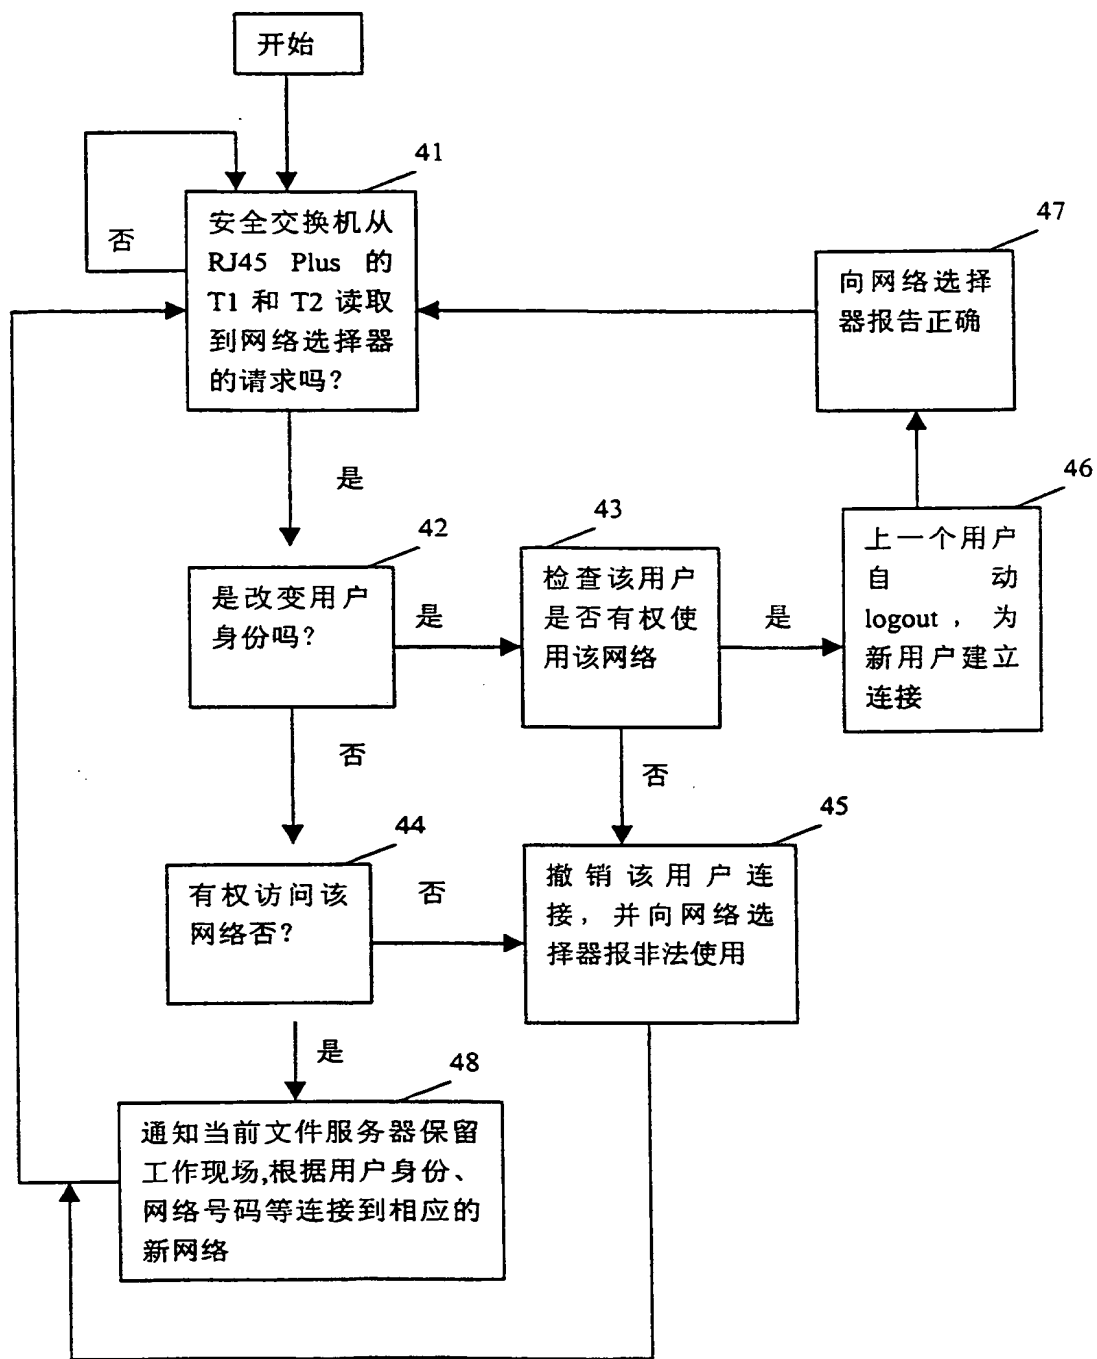 开始
41
安全交换机从
RJ45 Plus 的
T1 和 T2 读取
到网络选择器
的请求吗?
否
47
向网络选择
器报告正确
是
42
是改变用户
身份吗?
是
43
检查该用户
是否有权使
用该网络
是
46
上一个用户
自动
logout，为
新用户建立
连接
否
否
44
有权访问该
网络否?
否
45
撤销该用户连
接，并向网络选
择器报非法使用
是
48
通知当前文件服务器保留
工作现场,根据用户身份、
网络号码等连接到相应的
新网络